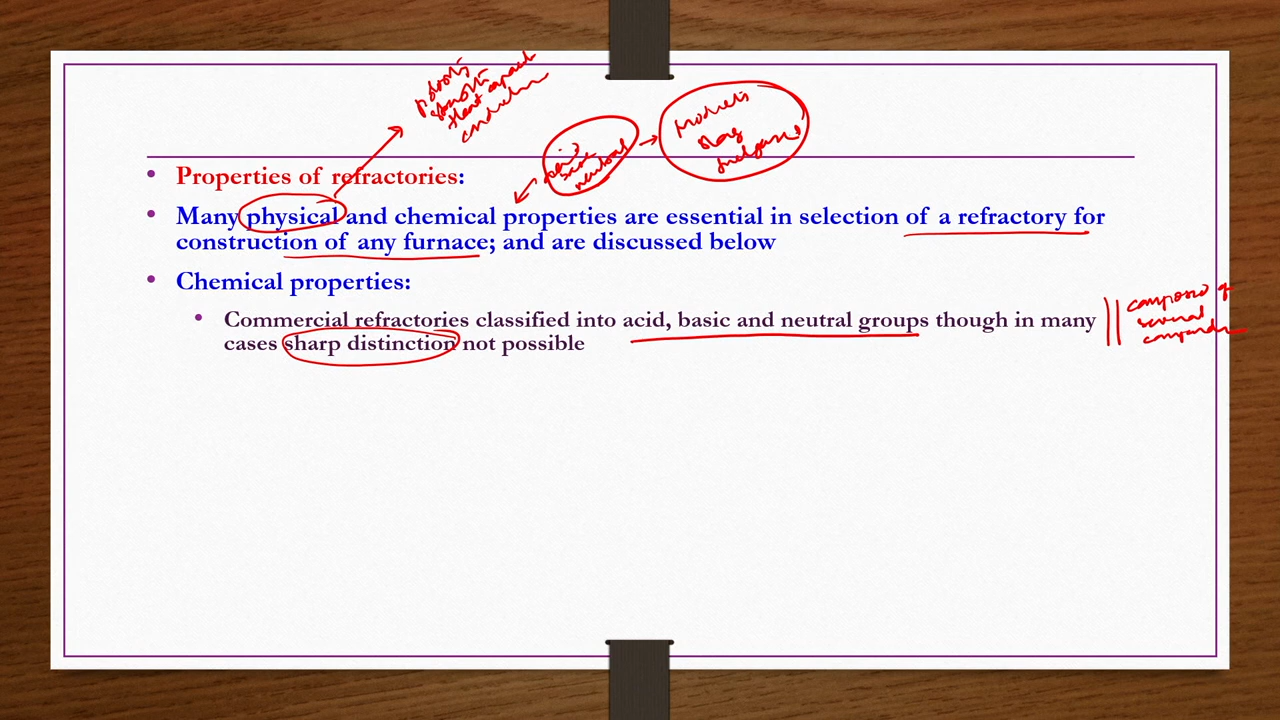 Heat
Products
slag
neutral
Properties of refractories:
Many physical and chemical properties are essential in selection of a refractory for
construction of any furnace; and are discussed below
Chemical properties:
Commercial refractories classified into acid, basic and neutral groups though in many
cases sharp distinction not possible
composed of
several
compounds